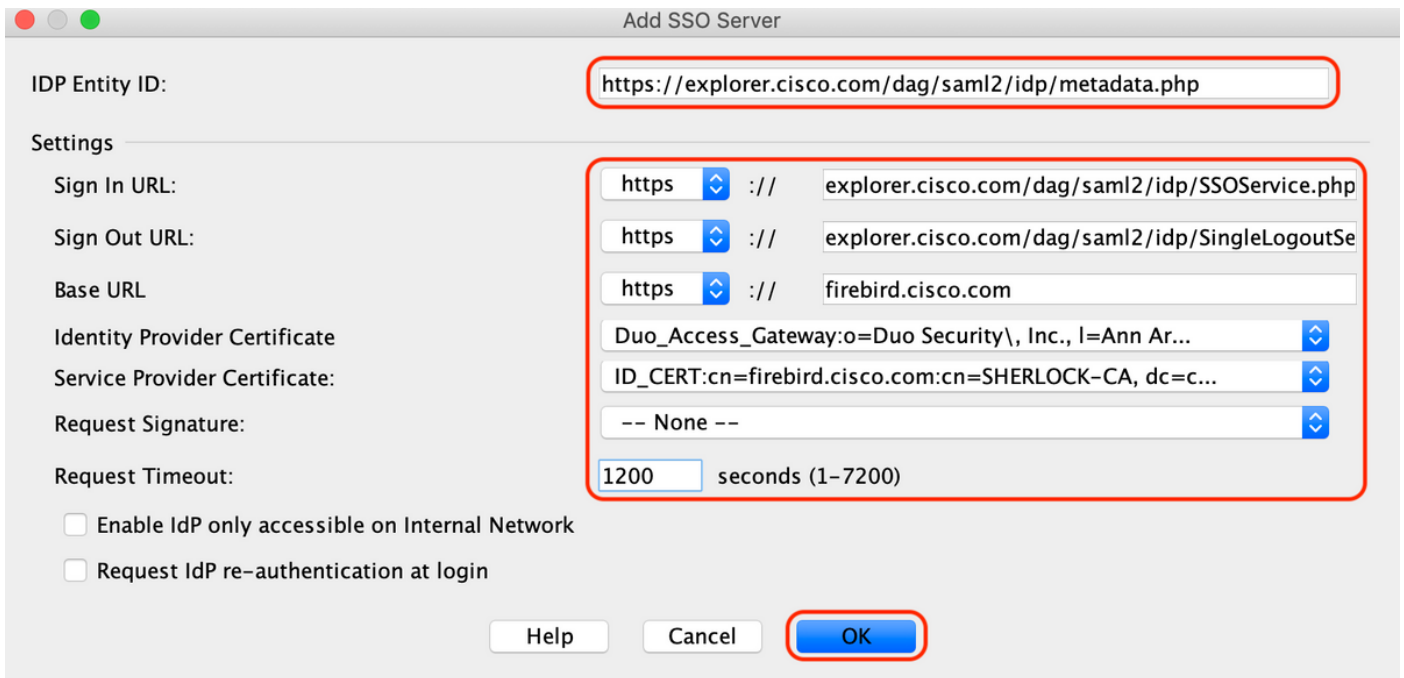 Add SSO Server
IDP Entity ID: https://explorer.cisco.com/dag/saml2/idp/metadata.php
Settings
Sign In URL: https :// explorer.cisco.com/dag/saml2/idp/SSOService.php
Sign Out URL: https :// explorer.cisco.com/dag/saml2/idp/SingleLogoutSe
Base URL https :// firebird.cisco.com
Identity Provider Certificate Duo_Access_Gateway:o=Duo Security\, Inc., l=Ann Ar...
Service Provider Certificate: ID_CERT:cn=firebird.cisco.com:cn=SHERLOCK-CA, dc=c...
Request Signature: -- None --
Request Timeout: 1200 seconds (1-7200)
Enable IdP only accessible on Internal Network
Request IdP re-authentication at login
Help Cancel OK